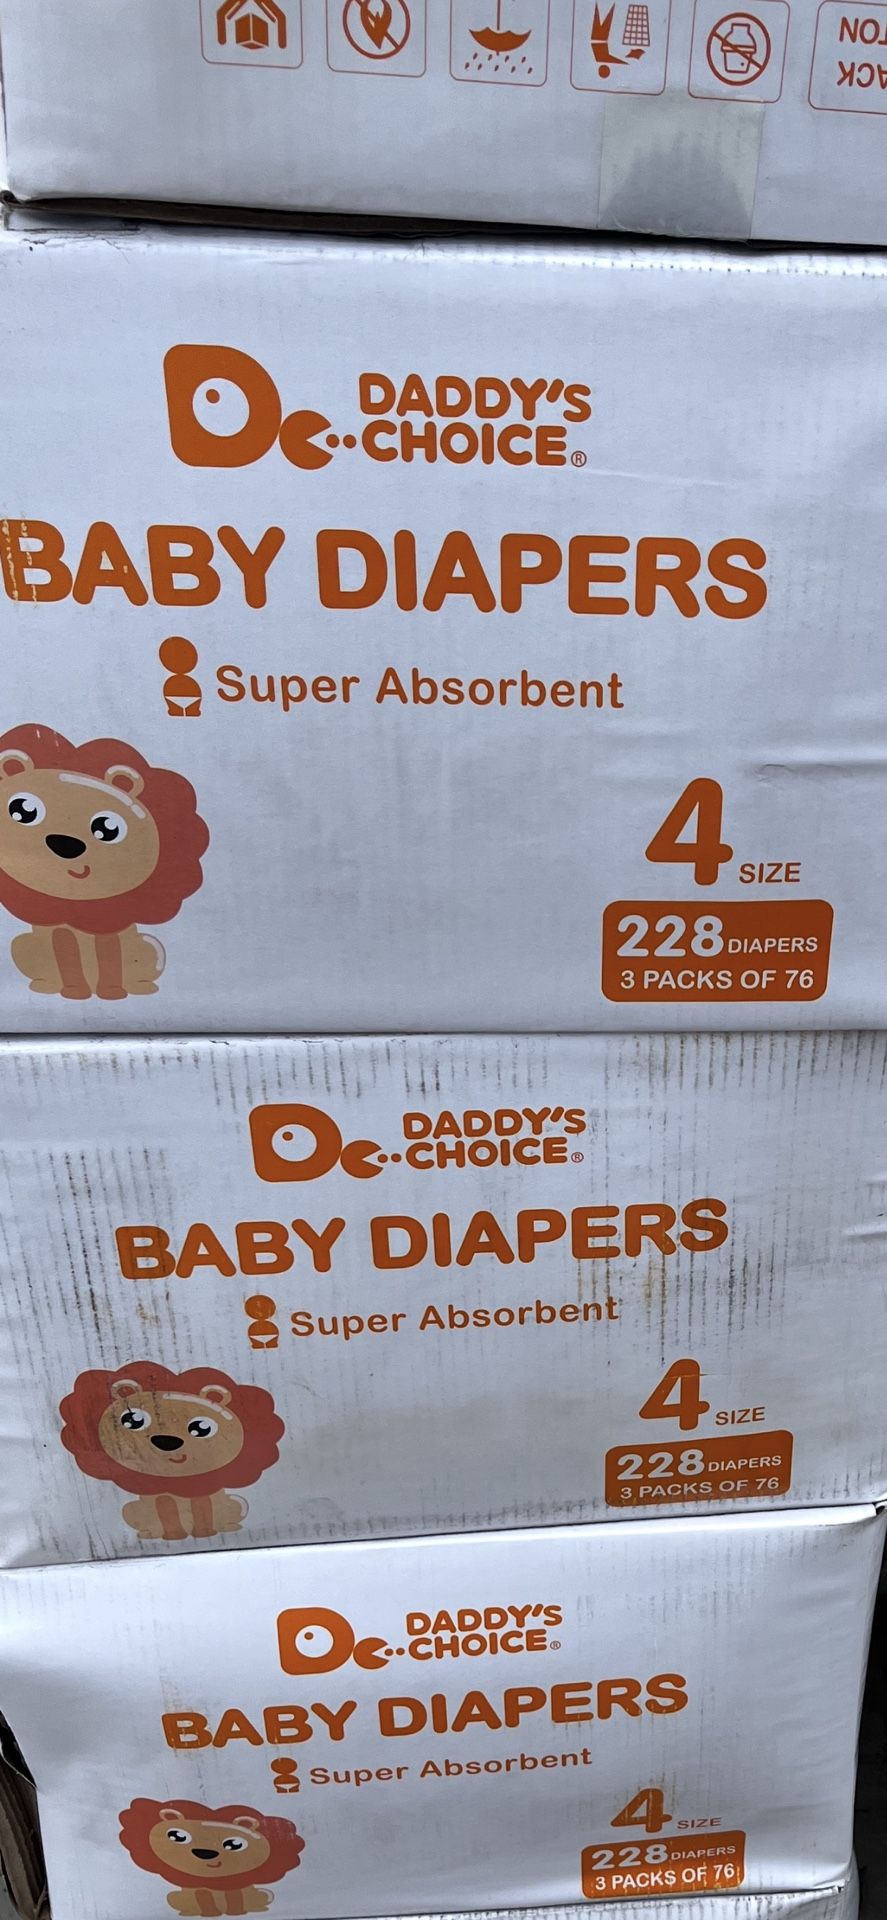 DADDY'S
CHOICE®
BABY DIAPERS
Super Absorbent
4 SIZE
228 DIAPERS
3 PACKS OF 76
DADDY'S
CHOICE®
BABY DIAPERS
Super Absorbent
4 SIZE
228 DIAPERS
3 PACKS OF 76
DADDY'S
CHOICE®
BABY DIAPERS
Super Absorbent
4 SIZE
228 DIAPERS
3 PACKS OF 76